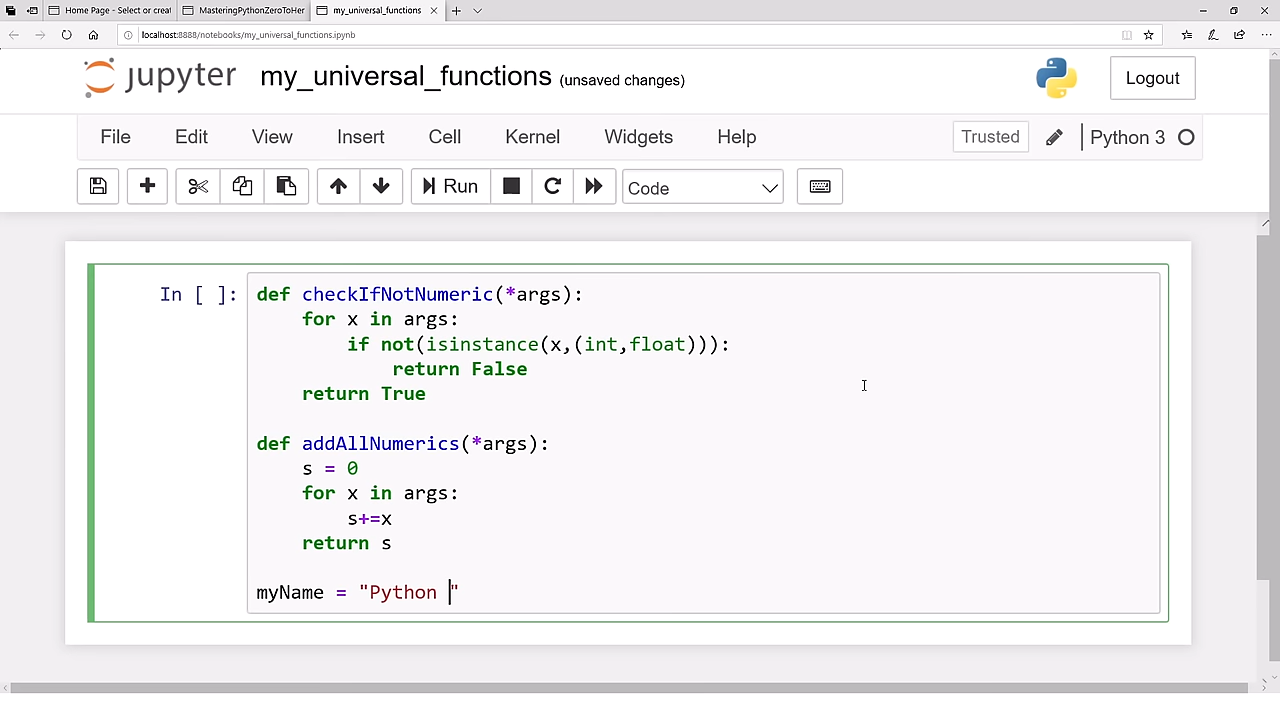 Home Page - Select or creat
MasteringPythonZeroToHer
my_universal_functions
localhost:8888/notebooks/my_universal_functions.ipynb
jupyter my_universal_functions (unsaved changes)
Logout
File Edit View Insert Cell Kernel Widgets Help
Trusted Python 3
Run Code
In [ ]: def checkIfNotNumeric(*args):
    for x in args:
        if not(isinstance(x,(int,float))):
            return False
    return True
def addAllNumerics(*args):
    s = 0
    for x in args:
        s+=x
    return s
myName = "Python "